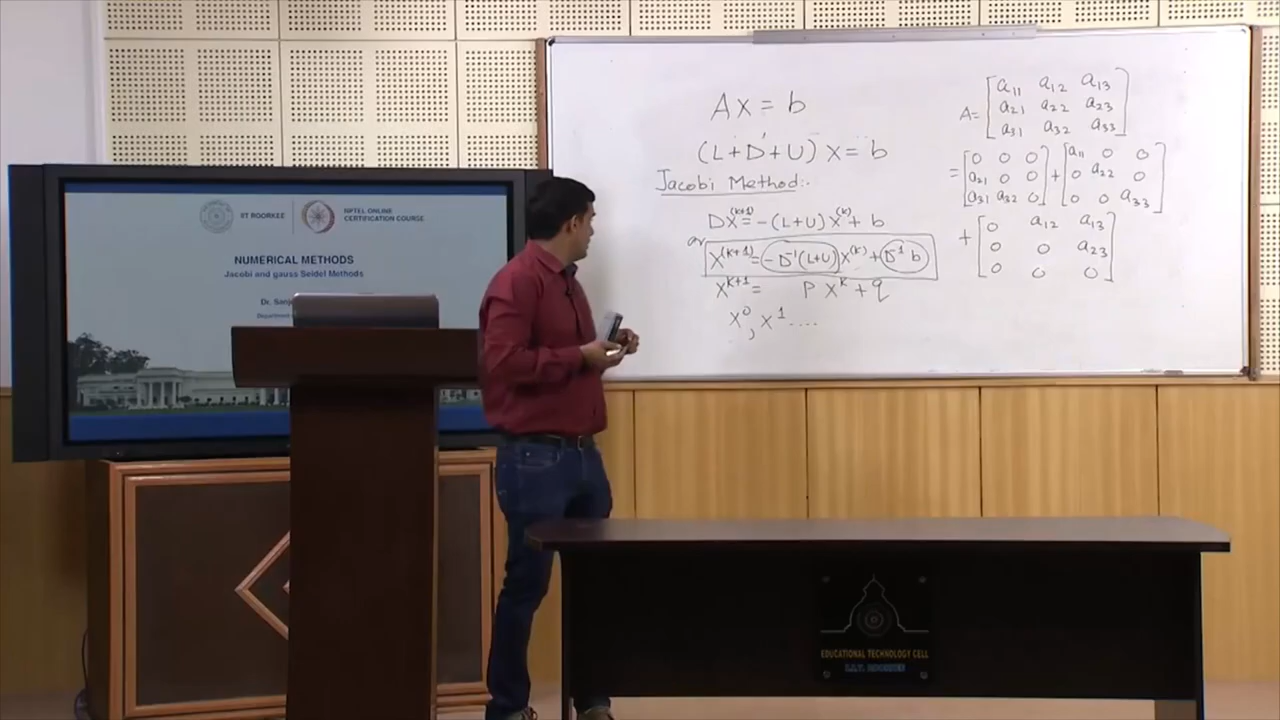 IIT ROORKEE
NPTEL ONLINE
CERTIFICATION COURSE
NUMERICAL METHODS
Jacobi and gauss Seidel Methods
Dr.
Ax = b
(L+D+U) x = b
Jacobi Method:-
Dx^(k+1) = -(L+U) x^(k) + b
or x^(k+1) = -D^-1(L+U) x^(k) + D^-1 b
x^k+1 = P x^k + q
x^0, x^1 ....
A = [a11 a12 a13
a21 a22 a23
a31 a32 a33]
= [0 0 0 + [a11 0 0
a21 0 0 0 a22 0
a31 a32 0] 0 0 a33]
+ [0 a12 a13
0 0 a23
0 0 0]
EDUCATIONAL TECHNOLOGY CELL
I.I.T. ROORKEE